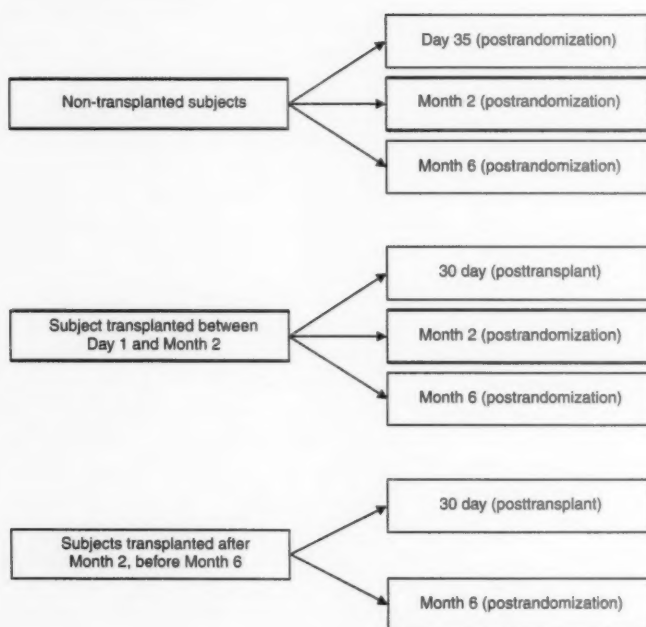 Day 35 (postrandomization)
Non-transplanted subjects
Month 2 (postrandomization)
Month 6 (postrandomization)
30 day (posttransplant)
Subject transplanted between
Day 1 and Month 2
Month 2 (postrandomization)
Month 6 (postrandomization)
30 day (posttransplant)
Subjects transplanted after
Month 2, before Month 6
Month 6 (postrandomization)